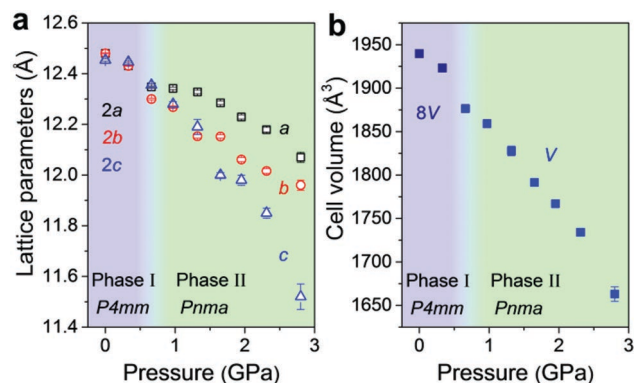 a
12.6
12.4
12.2
12.0
11.8
11.6
11.4
Lattice parameters (Å)
2a
2b
2c
a
b
c
Phase I
P4mm
Phase II
Pnma
0
1
2
3
Pressure (GPa)
b
1950
1900
1850
1800
1750
1700
1650
Cell volume (Å³)
8V
V
Phase I
P4mm
Phase II
Pnma
0
1
2
3
Pressure (GPa)